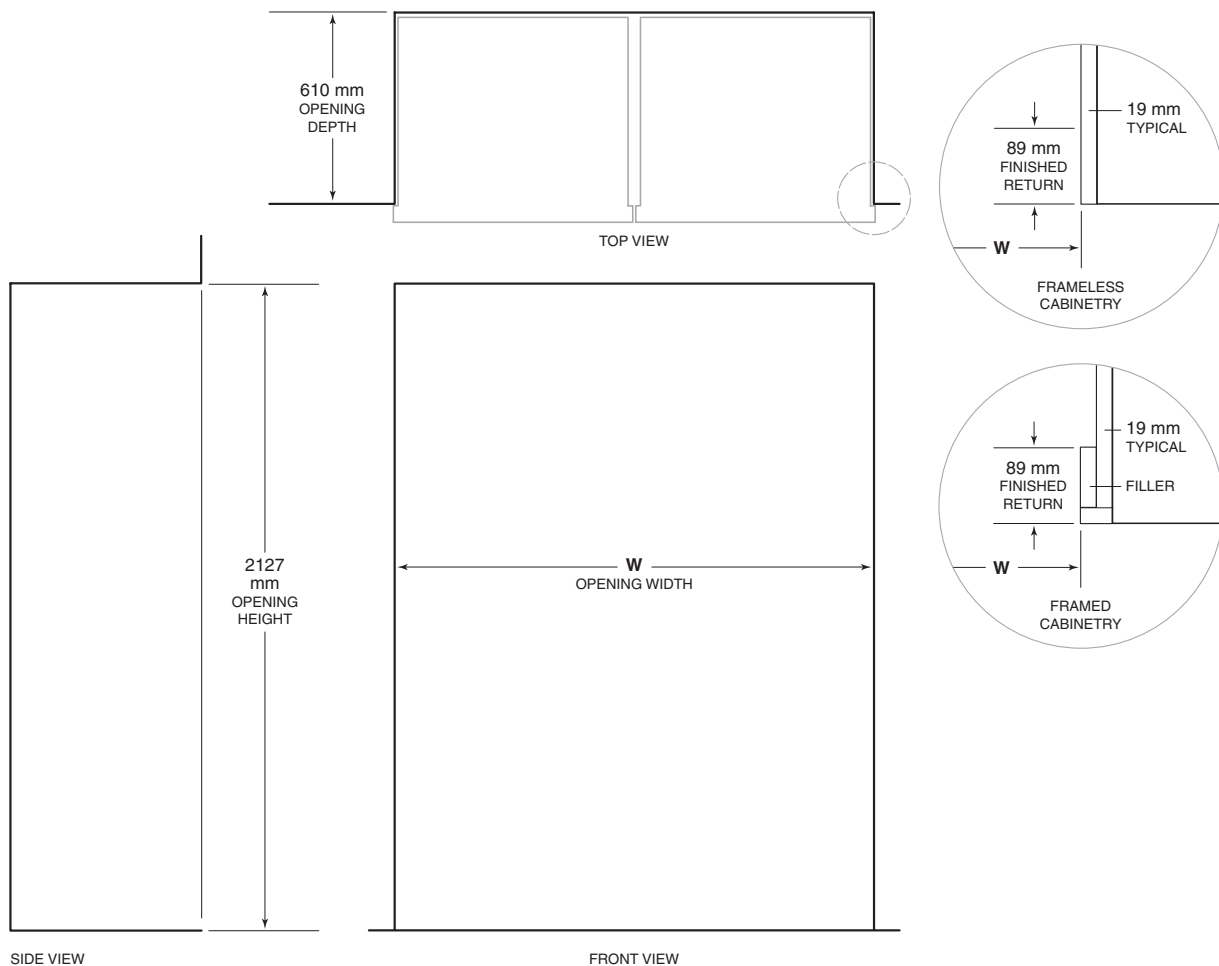 610 mm
OPENING
DEPTH
TOP VIEW
19 mm
TYPICAL
89 mm
FINISHED
RETURN
W
FRAMELESS
CABINETRY
19 mm
TYPICAL
89 mm
FINISHED
RETURN
FILLER
W
FRAMED
CABINETRY
2127
mm
OPENING
HEIGHT
W
OPENING WIDTH
SIDE VIEW
FRONT VIEW